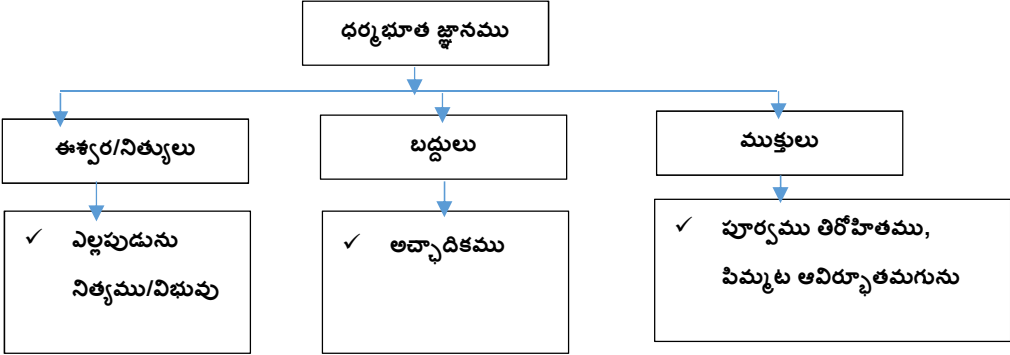 ధర్మభూత జ్ఞానము
ఈశ్వర/నిత్యులు
బద్దులు
ముక్తులు
✓ ఎల్లపుడును
నిత్యము/విభువు
✓ అచ్ఛాదికము
✓ పూర్వము తిరోహితము,
పిమ్మట ఆవిర్భూతమగును